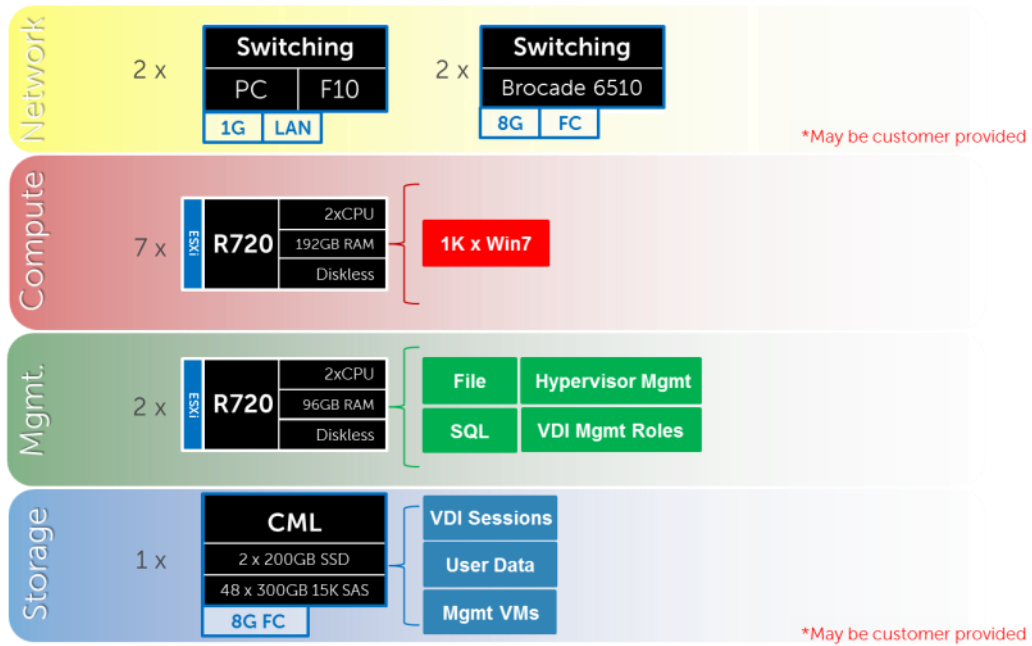 Network
2 x
Switching
PC F10
1G LAN
2 x
Switching
Brocade 6510
8G FC
*May be customer provided
Compute
7 x
ESXi
R720
2xCPU
192GB RAM
Diskless
1K x Win7
Mgmt.
2 x
ESXi
R720
2xCPU
96GB RAM
Diskless
File
Hypervisor Mgmt
SQL
VDI Mgmt Roles
Storage
1 x
CML
2 x 200GB SSD
48 x 300GB 15K SAS
8G FC
VDI Sessions
User Data
Mgmt VMs
*May be customer provided